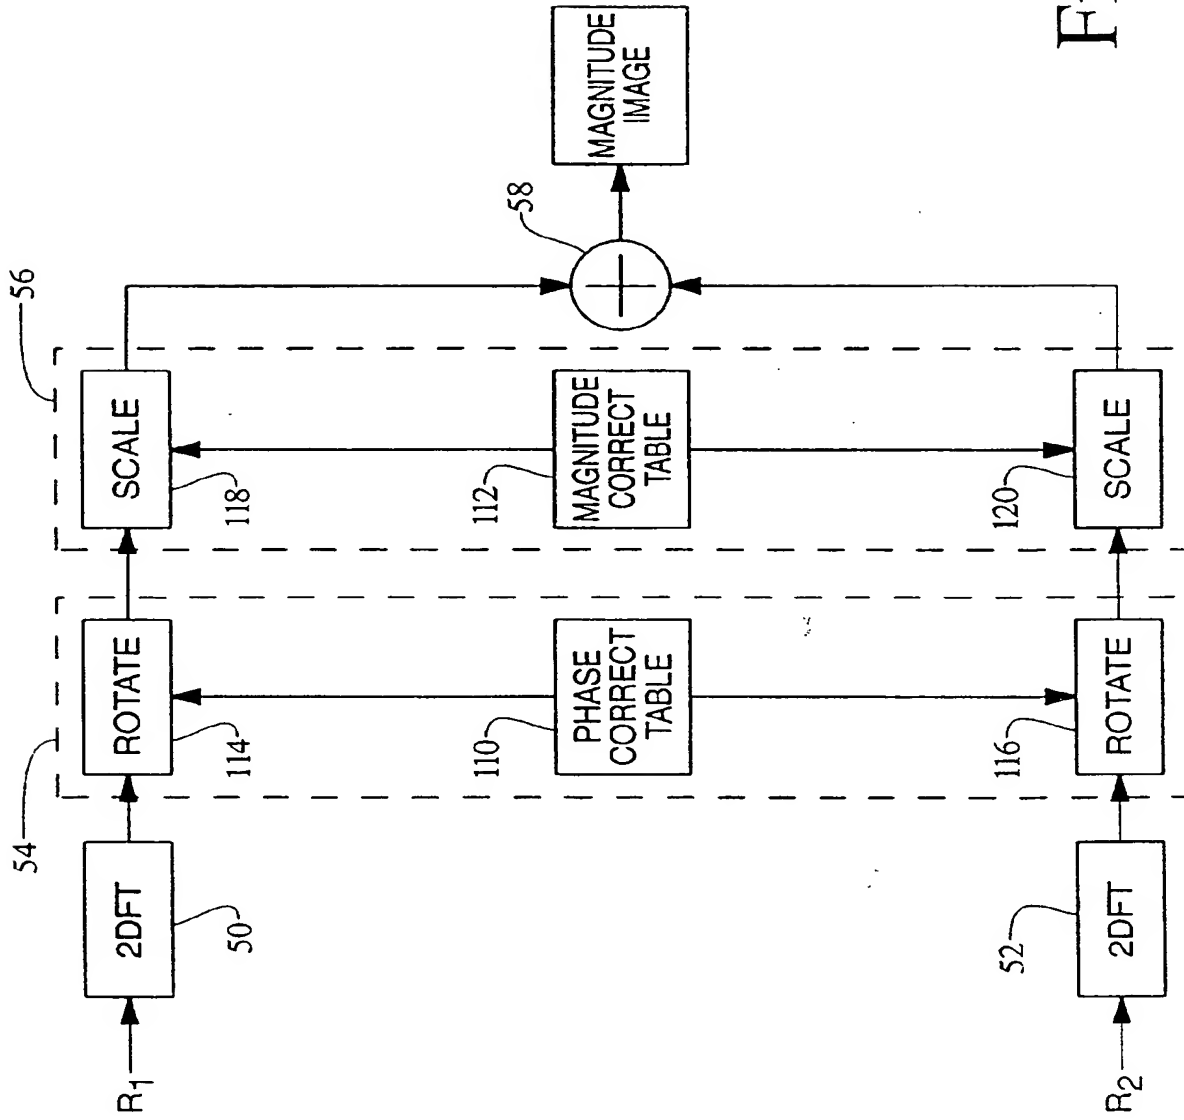 R1
2DFT
50
54
ROTATE
114
SCALE
118
56
PHASE
CORRECT
TABLE
110
MAGNITUDE
CORRECT
TABLE
112
58
MAGNITUDE
IMAGE
R2
2DFT
52
ROTATE
116
SCALE
120